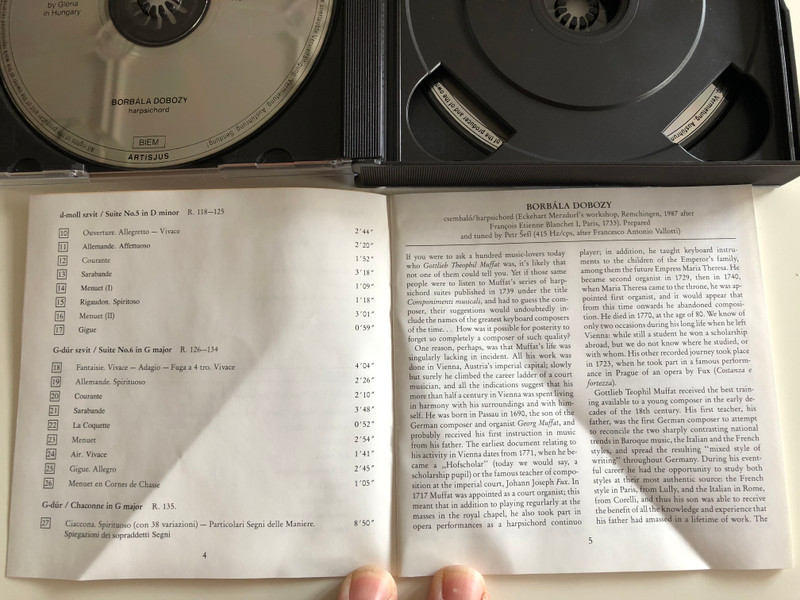 by Gloria
in Hungary
BORBÁLA DOBOZY
harpsichord
BIEM
ARTISJUS
of the producer and of the ow
Vermietung Aufführun
d-moll szvit / Suite No.5 in D minor R. 118—125
10 Ouverture. Allegretto — Vivace 2'44"
11 Allemande. Affettuoso 2'20"
12 Courante 1'52"
13 Sarabande 3'18"
14 Menuet (I) 1'09"
15 Rigaudon. Spiritoso 1'18"
16 Menuet (II) 3'01"
17 Gigue 0'59"
G-dúr szvit / Suite No.6 in G major R. 126—134
18 Fantaisie. Vivace — Adagio — Fuga a 4 tro. Vivace 4'04"
19 Allemande. Spirituoso 2'26"
20 Courante 2'10"
21 Sarabande 3'48"
22 La Coquette 0'52"
23 Menuet 2'54"
24 Air. Vivace 1'41"
25 Gigue. Allegro 2'45"
26 Menuet en Cornes de Chasse 1'05"
G-dúr / Chaconne in G major R. 135.
27 Ciaccona. Spirituoso (con 38 variazioni) — Particolari Segni delle Maniere. 8'50"
Spiegazioni dei sopraddetti Segni
4
BORBÁLA DOBOZY
csembaló/harpsichord (Eckehart Merzdorf's workshop, Remchingen, 1987 after
François Etienne Blanchet I, Paris, 1733). Prepared
and tuned by Petr Šefl (415 Hz/cps, after Francesco Antonio Vallotti)
If you were to ask a hundred music-lovers today
who Gottlieb Theophil Muffat was, it's likely that
not one of them could tell you. Yet if those same
people were to listen to Muffat's series of harp-
sichord suites published in 1739 under the title
Componimenti musicali, and had to guess the com-
poser, their suggestions would undoubtedly in-
clude the names of the greatest keyboard composers
of the time. . . How was it possible for posterity to
forget so completely a composer of such quality?
One reason, perhaps, was that Muffat's life was
singularly lacking in incident. All his work was
done in Vienna, Austria's imperial capital; slowly
but surely he climbed the career ladder of a court
musician, and all the indications suggest that his
more than half a century in Vienna was spent living
in harmony with his surroundings and with him-
self. He was born in Passau in 1690, the son of the
German composer and organist Georg Muffat, and
probably received his first instruction in music
from his father. The earliest document relating to
his activity in Vienna dates from 1771, when he be-
came a „Hofscholar" (today we would say, a
scholarship pupil) or the famous teacher of compo-
sition at the imperial court, Johann Joseph Fux. In
1717 Muffat was appointed as a court organist; this
meant that in addition to playing regurlarly at the
masses in the royal chapel, he also took part in
opera performances as a harpsichord continuo
player; in addition, he taught keyboard instru-
ments to the children of the Emperor's family,
among them the future Empress Maria Theresa. He
became second organist in 1729, then in 1740,
when Maria Theresa came to the throne, he was ap-
pointed first organist, and it would appear that
from this time onwards he abandoned composi-
tion. He died in 1770, at the age of 80. We know of
only two occasions during his long life when he left
Vienna: while still a student he won a scholarship
abroad, but we do not know where he studied, or
with whom. His other recorded journey took place
in 1723, when he took part in a famous perform-
ance in Prague of an opera by Fux (Costanza e
fortezza).
Gottlieb Teophil Muffat received the best train-
ing available to a young composer in the early de-
cades of the 18th century. His first teacher, his
father, was the first German composer to attempt
to reconcile the two sharply contrasting national
trends in Baroque music, the Italian and the French
styles, and spread the resulting "mixed style of
writing" throughout Germany. During his event-
ful career he had the opportunity to study both
styles at their most authentic source: the French
style in Paris, from Lully, and the Italian in Rome,
from Corelli, and thus his son was able to receive
the benefit of all the knowledge and experience that
his father had amassed in a lifetime of work. The
5